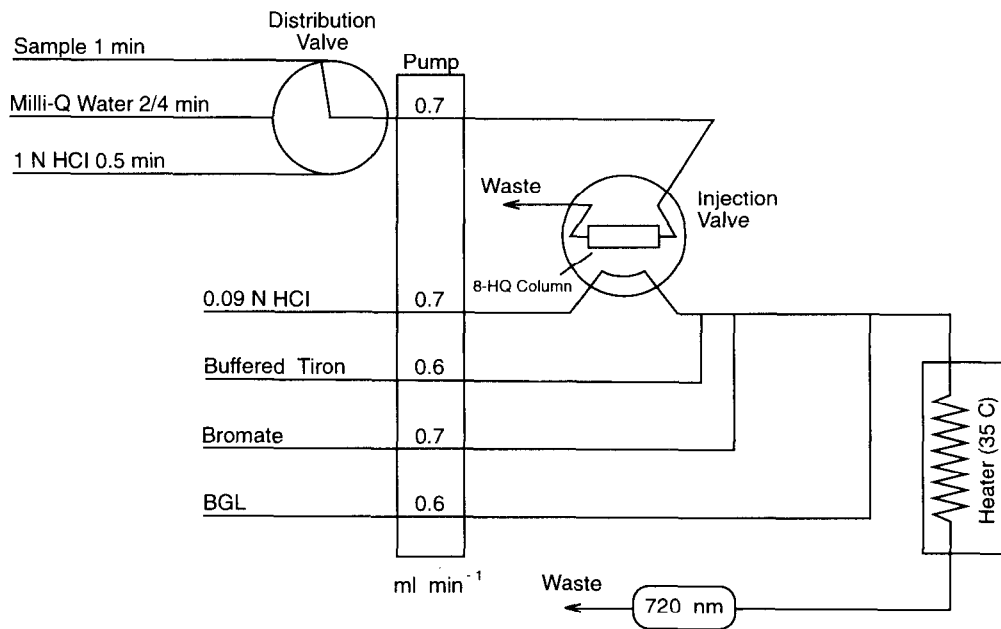 Distribution
Valve
Sample 1 min
Pump
Milli-Q Water 2/4 min
0.7
1 N HCl 0.5 min
Waste
Injection
Valve
8-HQ Column
0.09 N HCl
0.7
Buffered Tiron
0.6
Bromate
0.7
BGL
0.6
Heater (35 C)
ml min⁻¹
Waste
720 nm